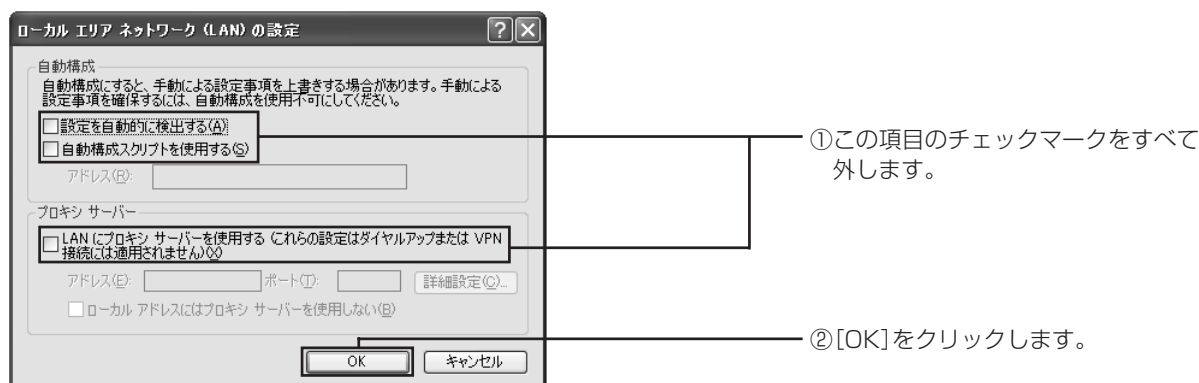 ローカル エリア ネットワーク (LAN) の設定
自動構成
自動構成にすると、手動による設定事項を上書きする場合があります。手動による
設定事項を確保するには、自動構成を使用不可にしてください。
設定を自動的に検出する(A)
自動構成スクリプトを使用する(S)
アドレス(R):
プロキシ サーバー
LAN にプロキシ サーバーを使用する (これらの設定はダイヤルアップまたは VPN
接続には適用されません)(X)
アドレス(E): ポート(T): 詳細設定(C)...
ローカル アドレスにはプロキシ サーバーを使用しない(B)
OK キャンセル
①この項目のチェックマークをすべて
外します。
②[OK]をクリックします。